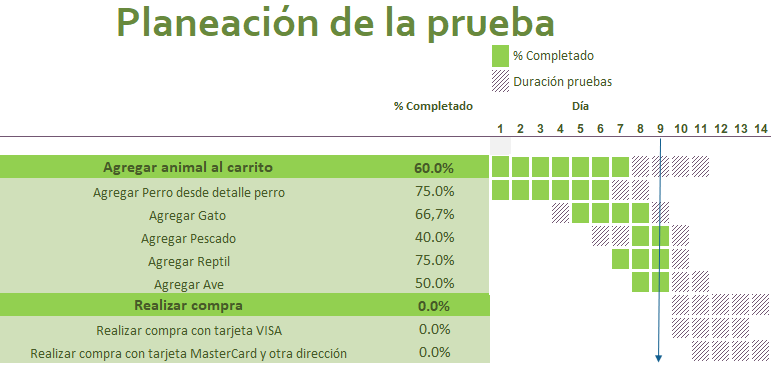 Planeación de la prueba
% Completado
Duración pruebas
% Completado Día
1 2 3 4 5 6 7 8 9 10 11 12 13 14
Agregar animal al carrito 60.0%
Agregar Perro desde detalle perro 75.0%
Agregar Gato 66,7%
Agregar Pescado 40.0%
Agregar Reptil 75.0%
Agregar Ave 50.0%
Realizar compra 0.0%
Realizar compra con tarjeta VISA 0.0%
Realizar compra con tarjeta MasterCard y otra dirección 0.0%